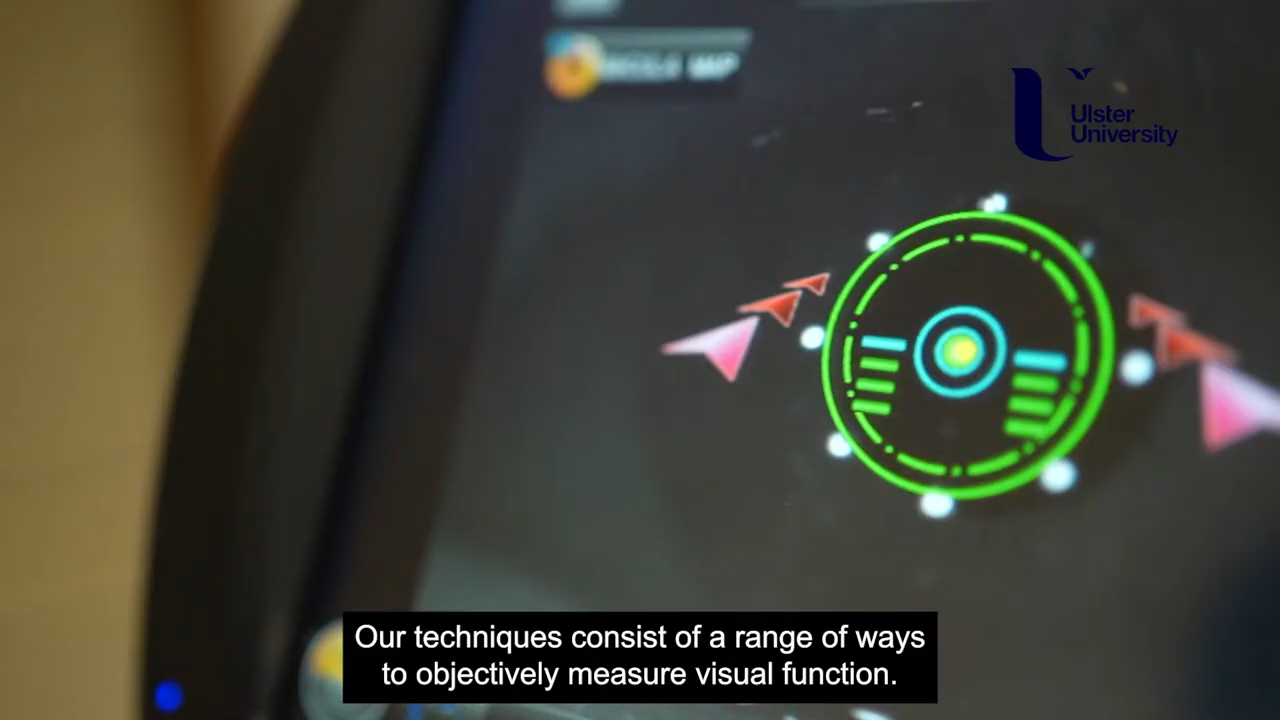 Ulster
University
Our techniques consist of a range of ways
to objectively measure visual function.